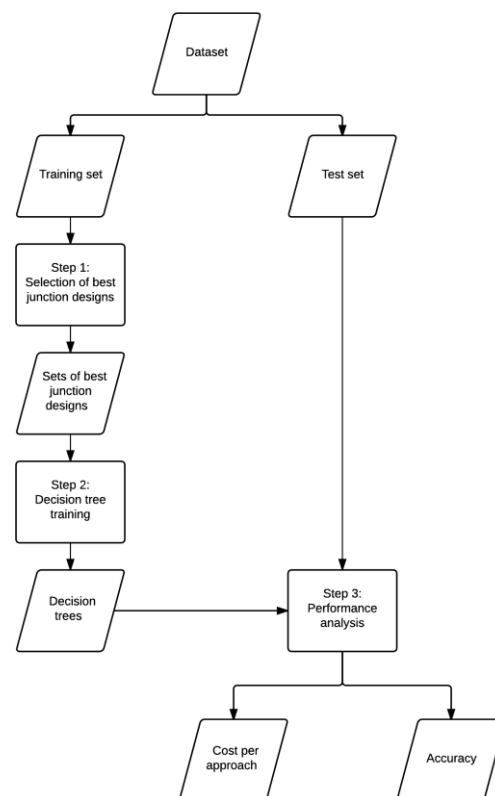 Dataset
Training set
Test set
Step 1:
Selection of best
junction designs
Sets of best
junction
designs
Step 2:
Decision tree
training
Decision
trees
Step 3:
Performance
analysis
Cost per
approach
Accuracy